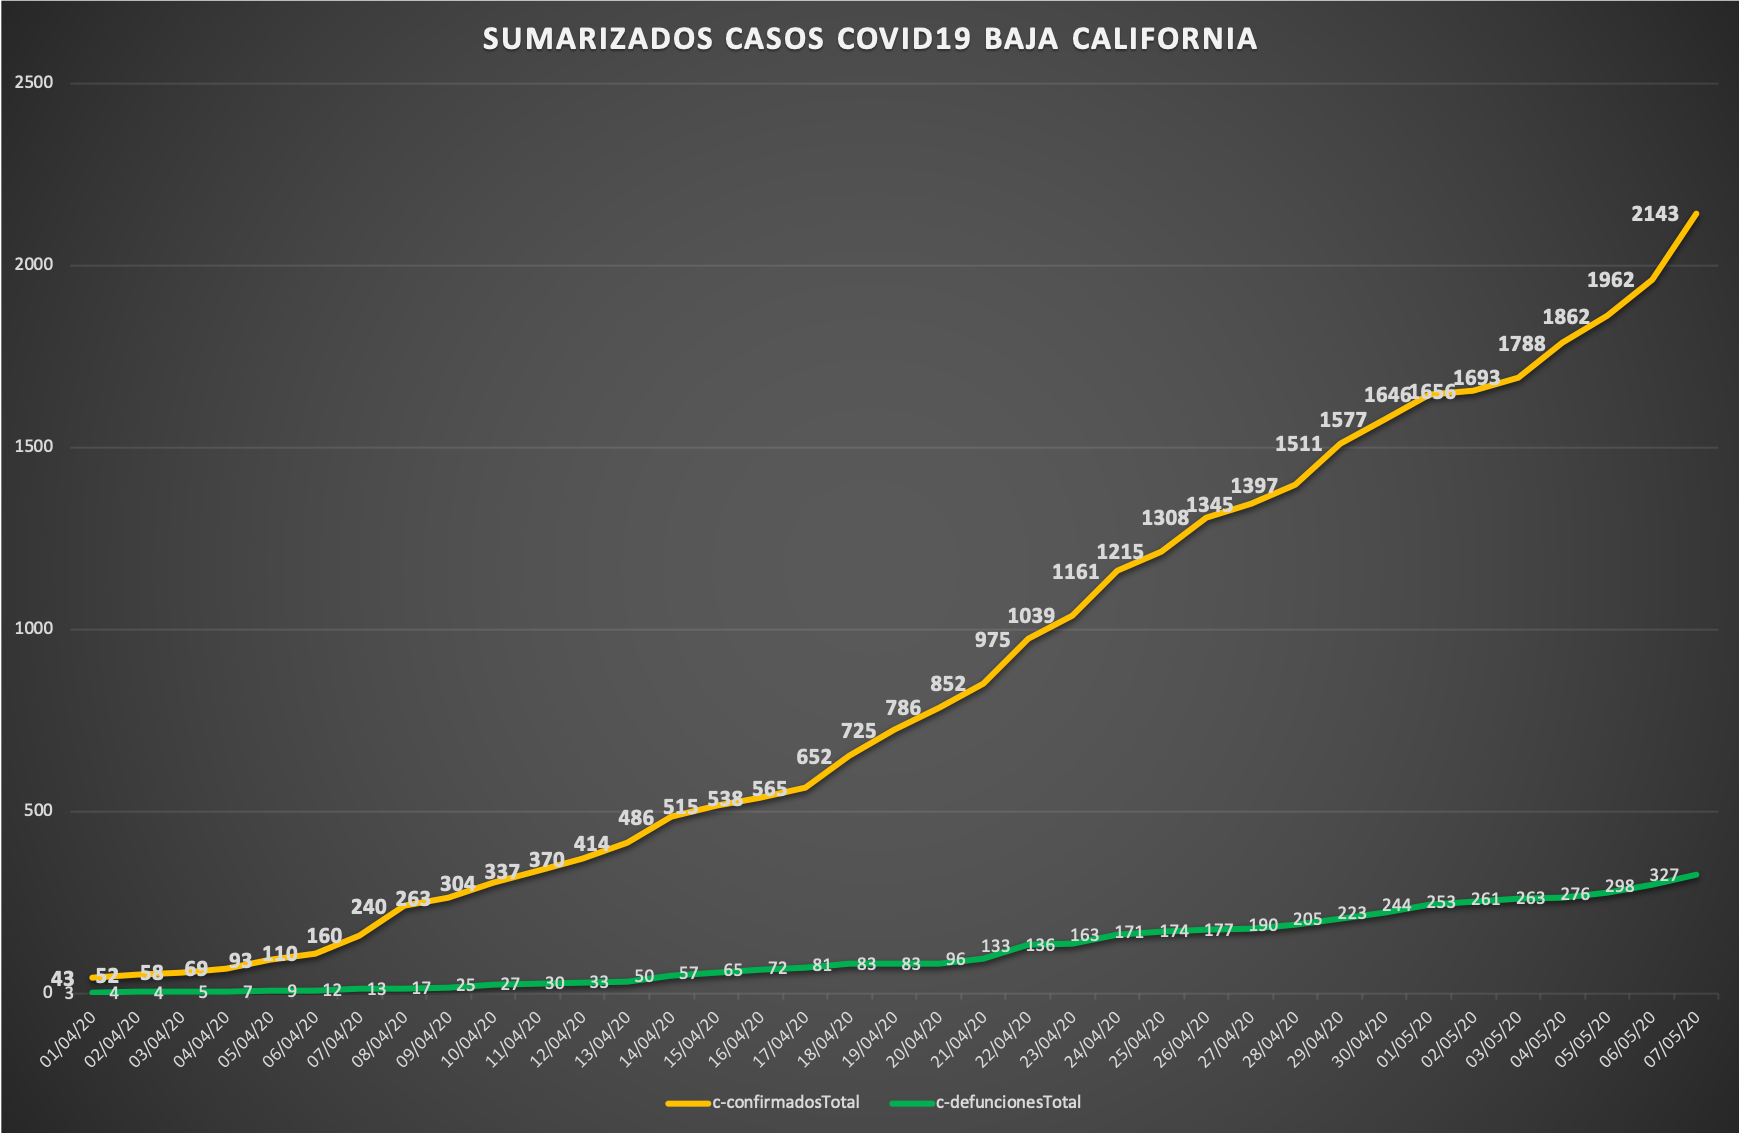 SUMARIZADOS CASOS COVID19 BAJA CALIFORNIA
2500
2000
1500
1000
500
0
43 52 58 69 93 110 160 240 263 304 337 370 414 486 515 538 565 652 725 786 852 975 1039 1161 1215 1308 1345 1397 1511 1577 1646 1656 1693 1788 1862 1962 2143
3 4 4 5 7 9 12 13 17 25 27 30 33 50 57 65 72 81 83 83 96 133 136 163 171 174 177 190 205 223 244 253 261 263 276 298 327
01/04/20 02/04/20 03/04/20 04/04/20 05/04/20 06/04/20 07/04/20 08/04/20 09/04/20 10/04/20 11/04/20 12/04/20 13/04/20 14/04/20 15/04/20 16/04/20 17/04/20 18/04/20 19/04/20 20/04/20 21/04/20 22/04/20 23/04/20 24/04/20 25/04/20 26/04/20 27/04/20 28/04/20 29/04/20 30/04/20 01/05/20 02/05/20 03/05/20 04/05/20 05/05/20 06/05/20 07/05/20
c-confirmadosTotal c-defuncionesTotal